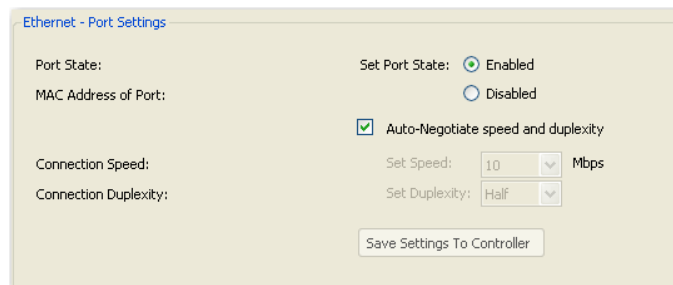 Ethernet - Port Settings
Port State: Set Port State: Enabled
MAC Address of Port: Disabled
Auto-Negotiate speed and duplexity
Connection Speed: Set Speed: 10 Mbps
Connection Duplexity: Set Duplexity: Half
Save Settings To Controller